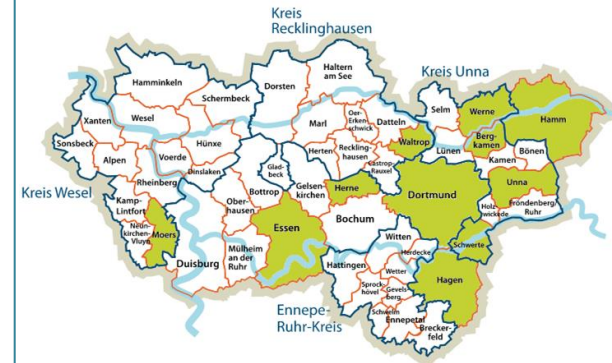 Kreis
Recklinghausen
Kreis Unna
Kreis Wesel
Ennepe-
Ruhr-Kreis
Haltern
am See
Hamminkeln
Dorsten
Schermbeck
Selm
Werne
Hamm
Xanten
Wesel
Marl
Oer-
Erken-
schwick
Datteln
Waltrop
Berg-
kamen
Sonsbeck
Alpen
Voerde
Hünxe
Herten
Reckling-
hausen
Lünen
Kamen
Bönen
Rheinberg
Dinslaken
Glad-
beck
Castrop-
Rauxel
Unna
Kamp-
Lintfort
Bottrop
Gelsen-
kirchen
Herne
Dortmund
Holz
wickede
Fröndenberg/
Ruhr
Neun-
kirchen-
Vluyn
Moers
Ober-
hausen
Essen
Bochum
Witten
Schwerte
Duisburg
Mülheim
an der
Ruhr
Hattingen
Herdecke
Wetter
Hagen
Sprock
hövel
Gevels-
berg
Schwelm
Ennepetal
Brecker-
feld